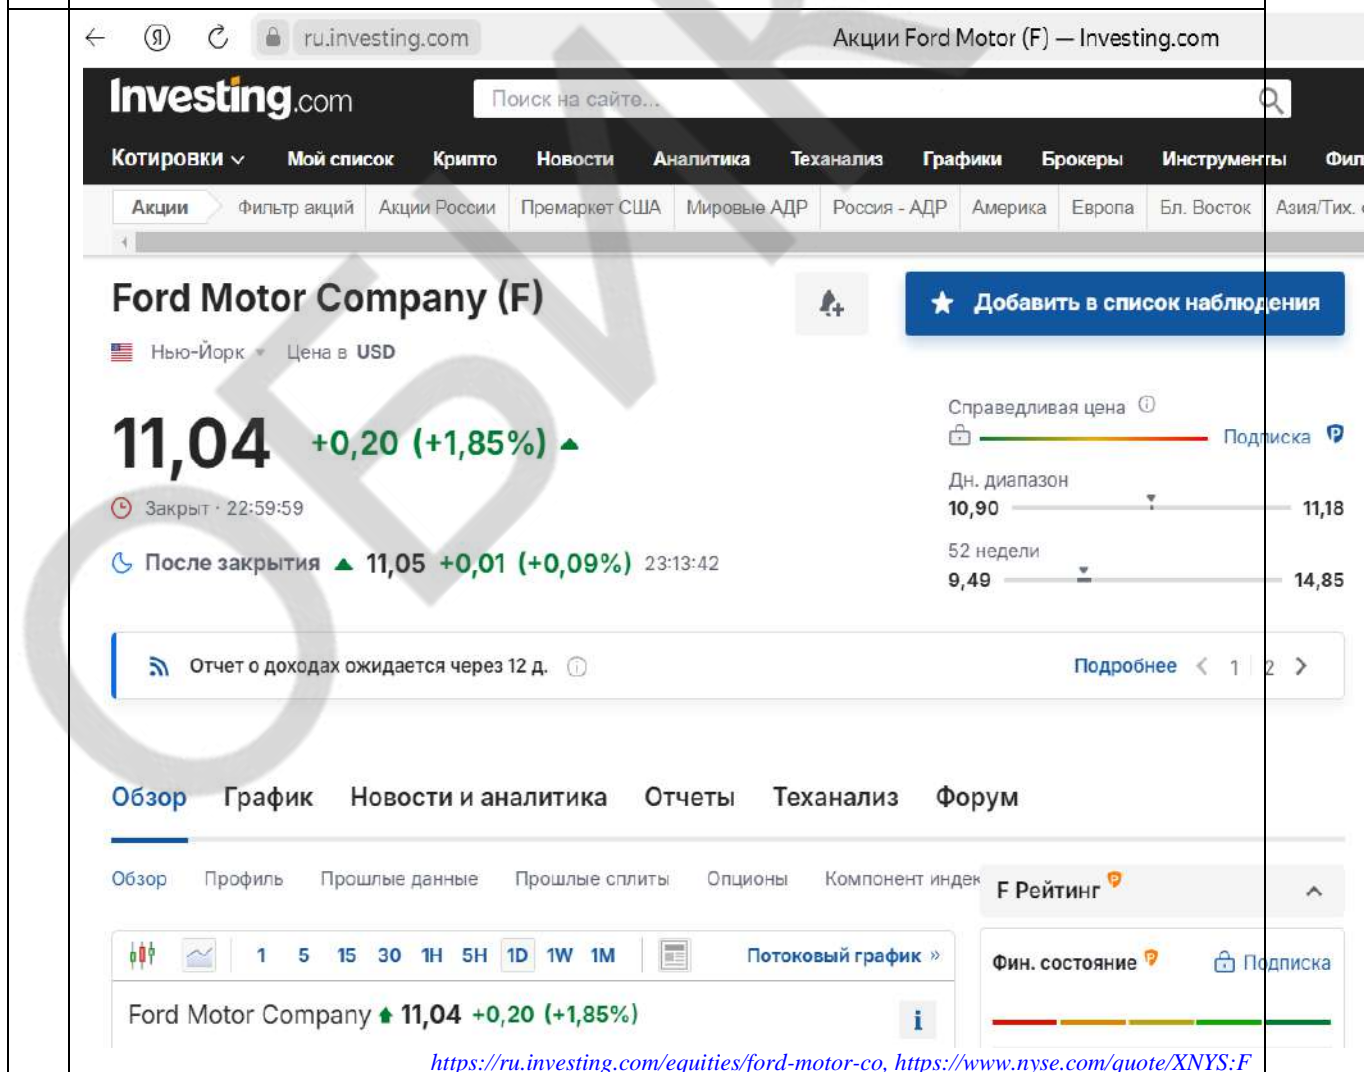 ru.investing.com Акции Ford Motor (F) — Investing.com
Investing.com Поиск на сайте...
Котировки Мой список Крипто Новости Аналитика Теханализ Графики Брокеры Инструменты Фил
Акции Фильтр акций Акции России Премаркет США Мировые АДР Россия - АДР Америка Европа Бл. Восток Азия/Тих.
Ford Motor Company (F) Добавить в список наблюдения
Нью-Йорк Цена в USD
Справедливая цена
11,04 +0,20 (+1,85%) Подписка
Дн. диапазон
Закрыт · 22:59:59 10,90 11,18
52 недели
После закрытия 11,05 +0,01 (+0,09%) 23:13:42 9,49 14,85
Отчет о доходах ожидается через 12 д. Подробнее 1 2
Обзор График Новости и аналитика Отчеты Теханализ Форум
Обзор Профиль Прошлые данные Прошлые сплиты Опционы Компонент индек F Рейтинг
1 5 15 30 1H 5H 1D 1W 1M Потоковый график » Фин. состояние Подписка
Ford Motor Company 11,04 +0,20 (+1,85%)
https://ru.investing.com/equities/ford-motor-co, https://www.nyse.com/quote/XNYS:F
ОБИК